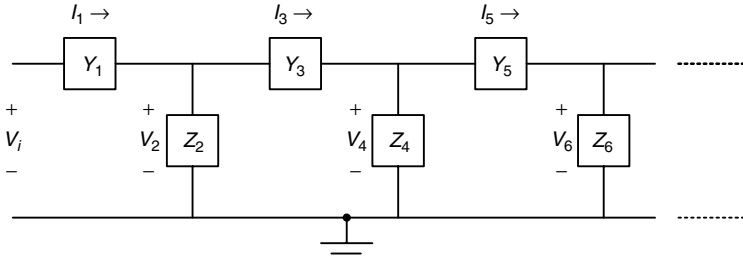 I1 → I3 → I5 →
Y1 Y3 Y5
+ + + +
Vi V2 Z2 V4 Z4 V6 Z6
− − − −